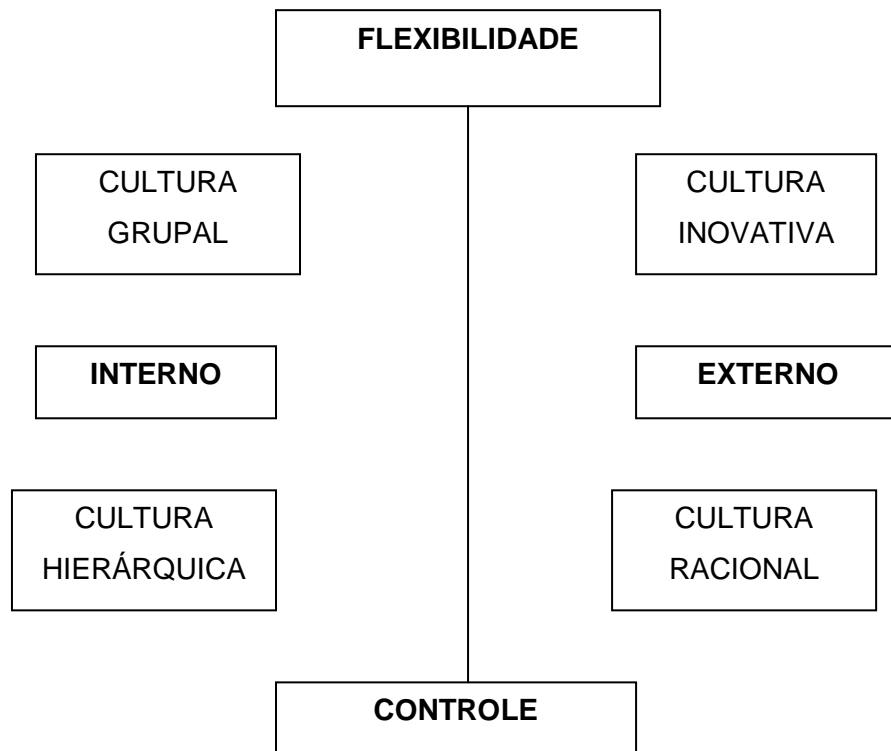 FLEXIBILIDADE
CULTURA
GRUPAL
CULTURA
INOVATIVA
INTERNO
EXTERNO
CULTURA
HIERÁRQUICA
CULTURA
RACIONAL
CONTROLE